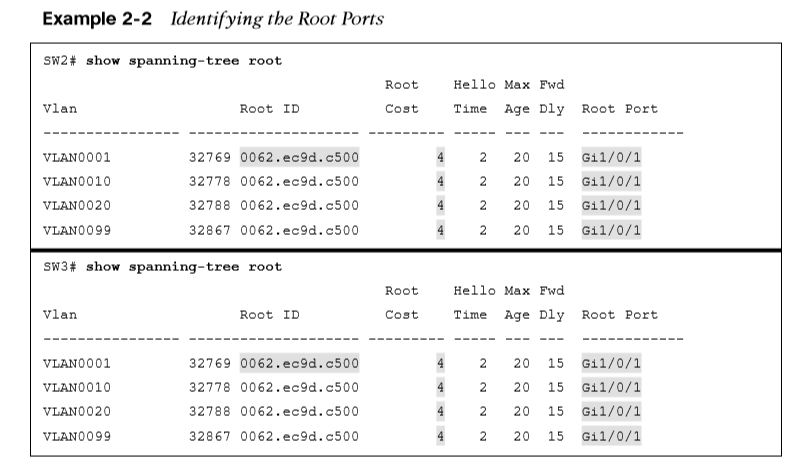 Example 2-2 Identifying the Root Ports
SW2# show spanning-tree root
Root Hello Max Fwd
Vlan Root ID Cost Time Age Dly Root Port
---------------- -------------------- --------- ----- --- --- ------------
VLAN0001 32769 0062.ec9d.c500 4 2 20 15 Gi1/0/1
VLAN0010 32778 0062.ec9d.c500 4 2 20 15 Gi1/0/1
VLAN0020 32788 0062.ec9d.c500 4 2 20 15 Gi1/0/1
VLAN0099 32867 0062.ec9d.c500 4 2 20 15 Gi1/0/1
SW3# show spanning-tree root
Root Hello Max Fwd
Vlan Root ID Cost Time Age Dly Root Port
---------------- -------------------- --------- ----- --- --- ------------
VLAN0001 32769 0062.ec9d.c500 4 2 20 15 Gi1/0/1
VLAN0010 32778 0062.ec9d.c500 4 2 20 15 Gi1/0/1
VLAN0020 32788 0062.ec9d.c500 4 2 20 15 Gi1/0/1
VLAN0099 32867 0062.ec9d.c500 4 2 20 15 Gi1/0/1